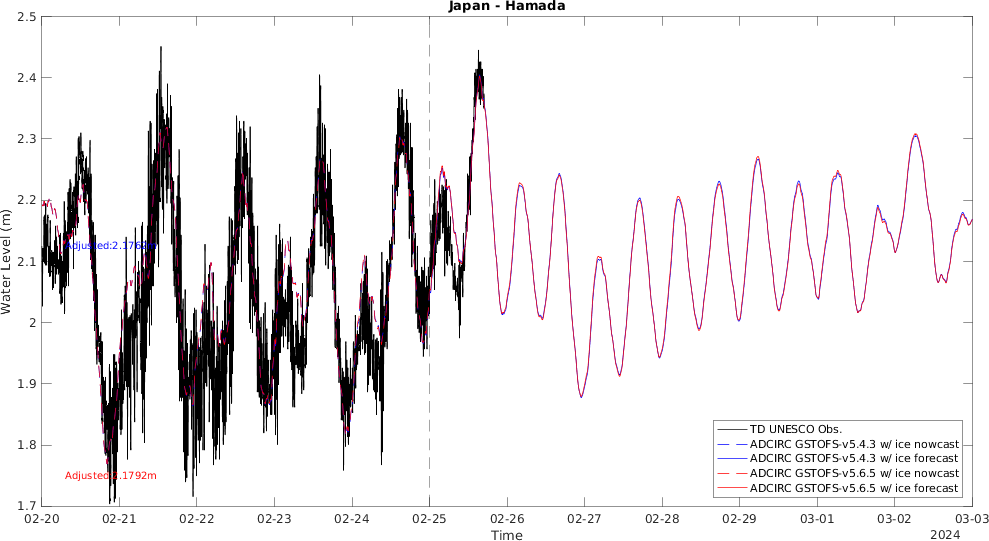 Japan - Hamada
2.5
2.4
2.3
2.2
2.1
2
1.9
1.8
1.7
Water Level (m)
Adjusted:2.1762m
Adjusted:2.1792m
TD UNESCO Obs.
ADCIRC GSTOFS-v5.4.3 w/ ice nowcast
ADCIRC GSTOFS-v5.4.3 w/ ice forecast
ADCIRC GSTOFS-v5.6.5 w/ ice nowcast
ADCIRC GSTOFS-v5.6.5 w/ ice forecast
02-20 02-21 02-22 02-23 02-24 02-25 02-26 02-27 02-28 02-29 03-01 03-02 03-03
Time
2024